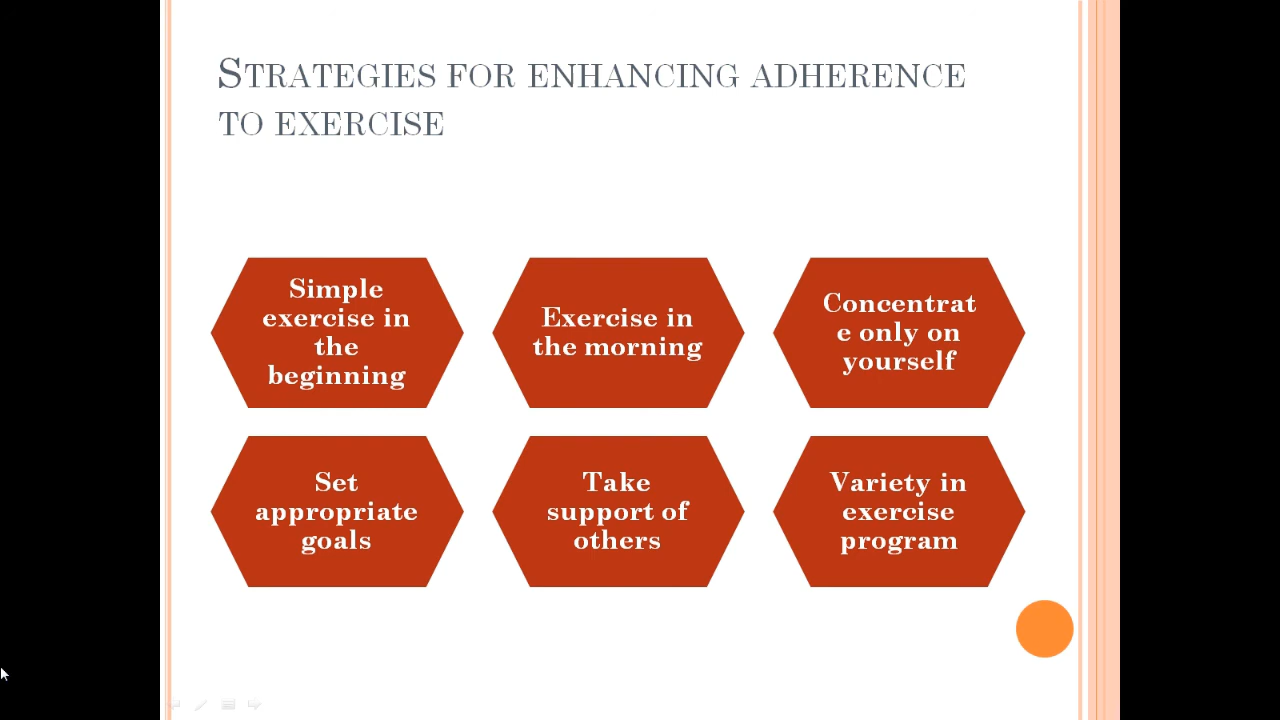 STRATEGIES FOR ENHANCING ADHERENCE
TO EXERCISE
Simple
exercise in
the
beginning
Exercise in
the morning
Concentrat
e only on
yourself
Set
appropriate
goals
Take
support of
others
Variety in
exercise
program